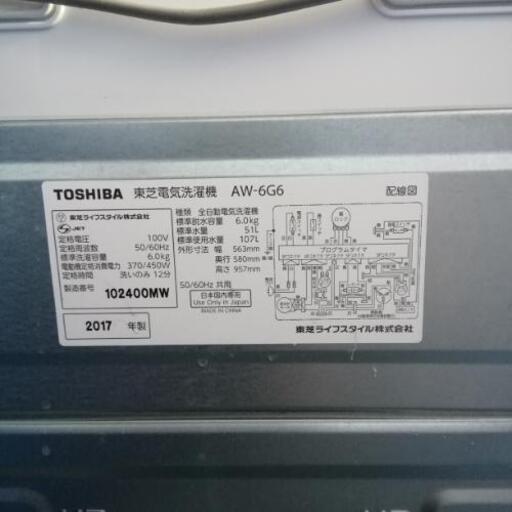 TOSHIBA 東芝電気洗濯機 AW-6G6 配線図
東芝ライフスタイル株式会社
JET
定格電圧 100V
定格周波数 50/60Hz
標準洗濯容量 6.0kg
電動機定格消費電力 370/450W
定格時間 洗いのみ 12分
製造番号 102400MW
2017 年製
種類 全自動電気洗濯機
標準脱水容量 6.0kg
標準水量 51L
標準使用水量 107L
外形寸法 幅 563mm
奥行 580mm
高さ 957mm
50/60Hz 共用
日本国内専用
Use Only in Japan
MADE IN CHINA
プログラムタイマ
東芝ライフスタイル株式会社